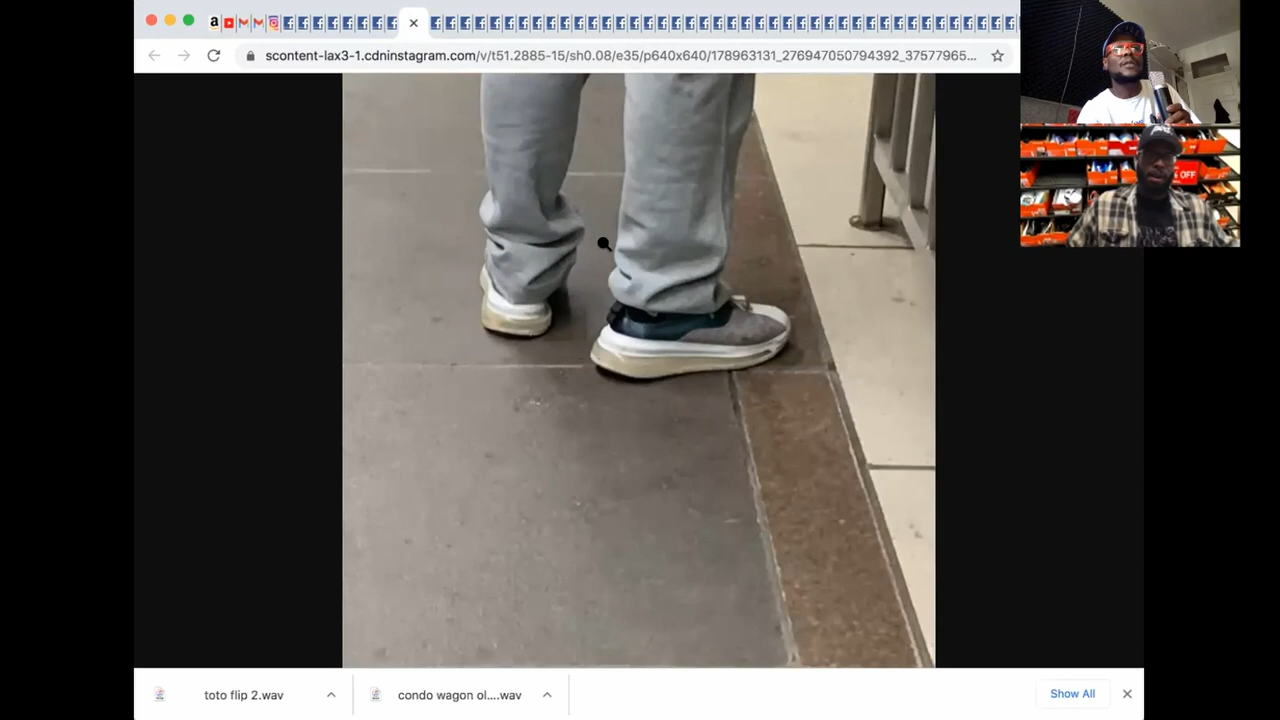 scontent-lax3-1.cdninstagram.com/v/t51.2885-15/sh0.08/e35/p640x640/178963131_276947050794392_37577965...
OFF
toto flip 2.wav
condo wagon ol....wav
Show All